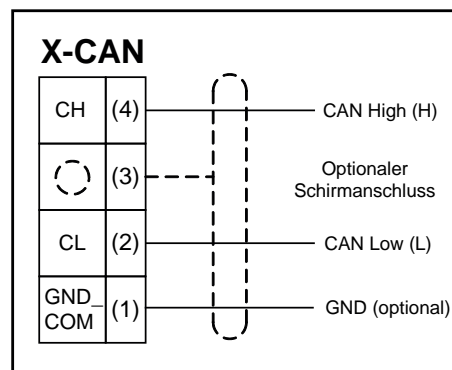 X-CAN
CH (4) CAN High (H)
(3) Optionaler
Schirmanschluss
CL (2) CAN Low (L)
GND_
COM (1) GND (optional)